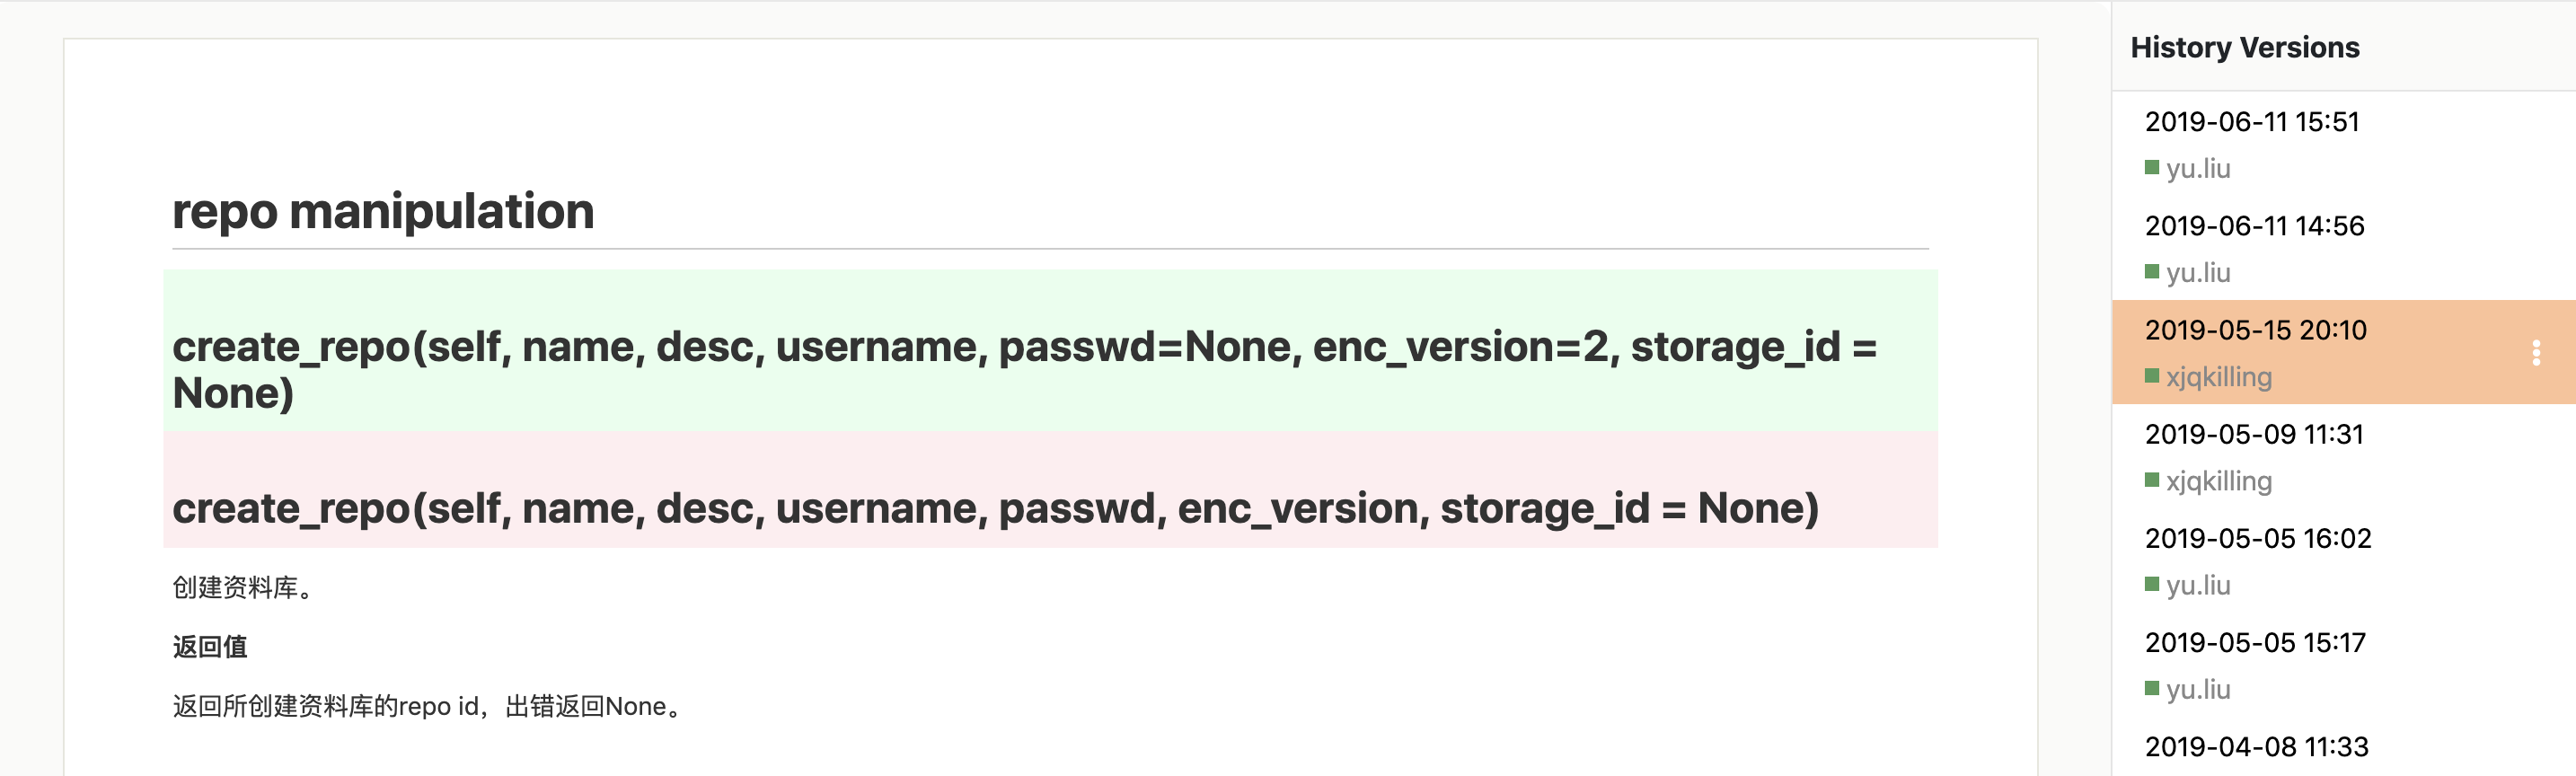 repo manipulation
create_repo(self, name, desc, username, passwd=None, enc_version=2, storage_id =
None)
create_repo(self, name, desc, username, passwd, enc_version, storage_id = None)
创建资料库。
返回值
返回所创建资料库的repo id，出错返回None。
History Versions
2019-06-11 15:51
yu.liu
2019-06-11 14:56
yu.liu
2019-05-15 20:10
xjqkilling
2019-05-09 11:31
xjqkilling
2019-05-05 16:02
yu.liu
2019-05-05 15:17
yu.liu
2019-04-08 11:33